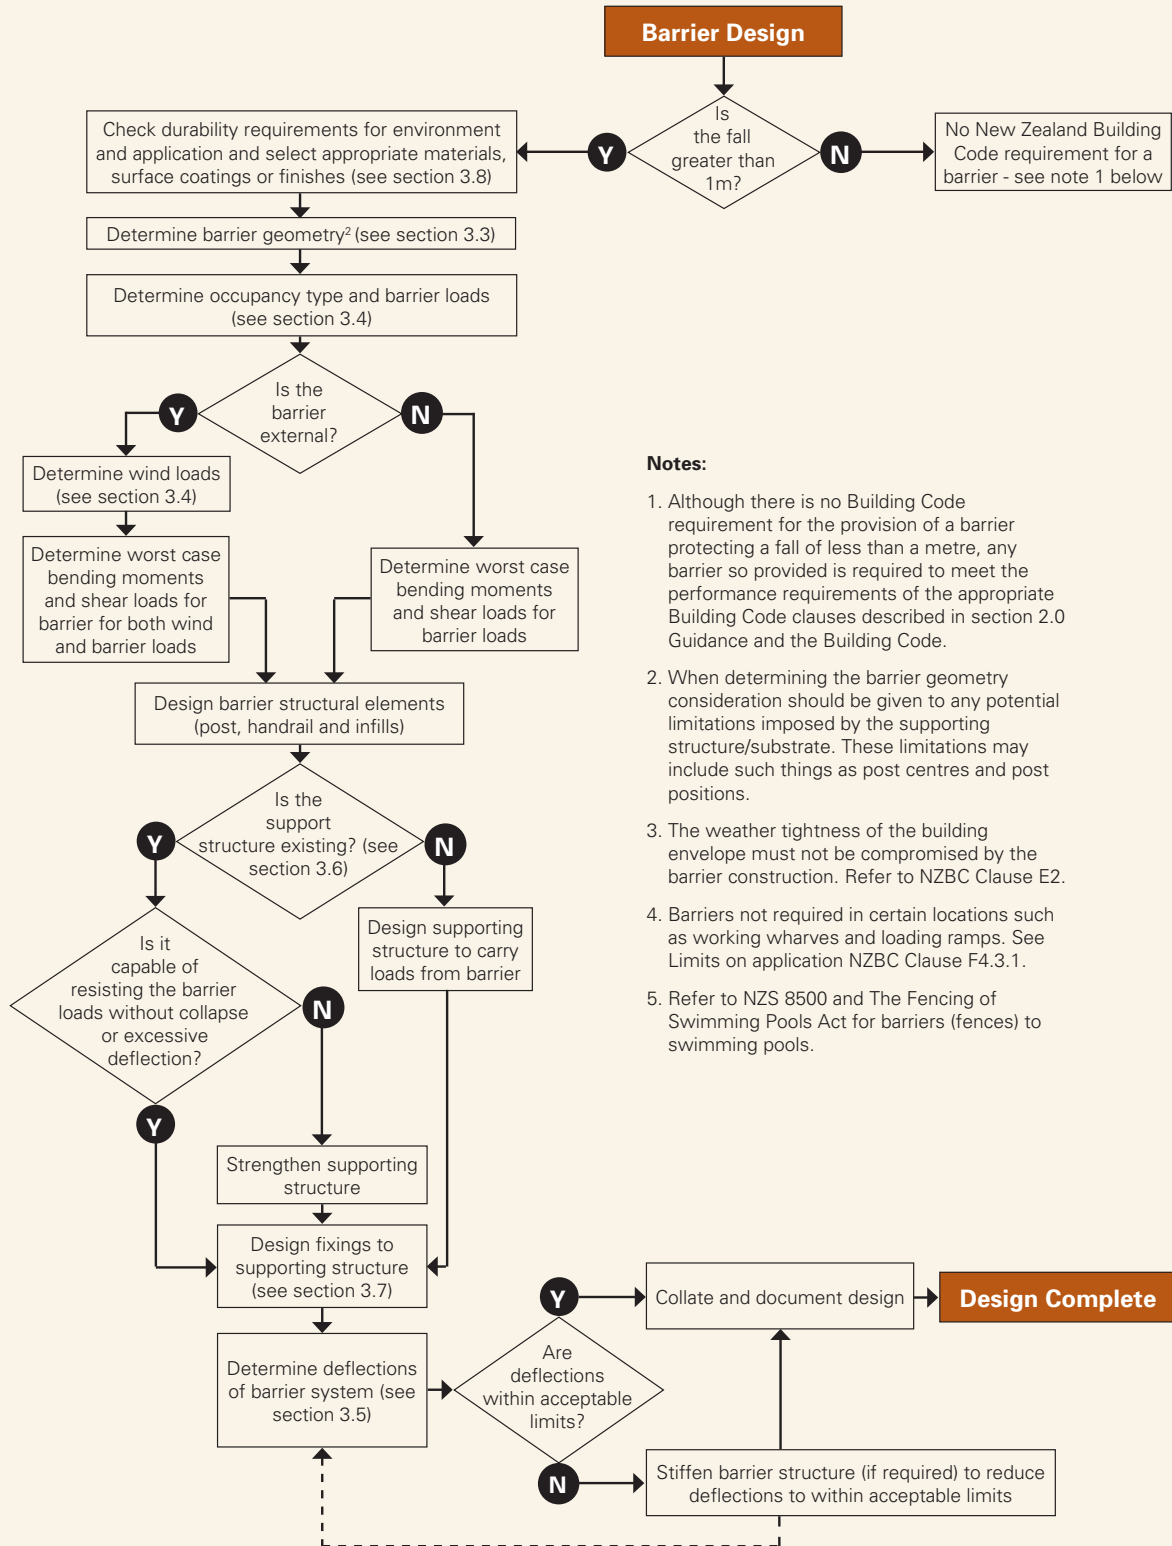 Barrier Design
Is
the fall
greater than
1m?
Y
N
No New Zealand Building
Code requirement for a
barrier - see note 1 below
Check durability requirements for environment
and application and select appropriate materials,
surface coatings or finishes (see section 3.8)
Determine barrier geometry² (see section 3.3)
Determine occupancy type and barrier loads
(see section 3.4)
Is the
barrier
external?
Y
N
Determine wind loads
(see section 3.4)
Determine worst case
bending moments
and shear loads for
barrier for both wind
and barrier loads
Determine worst case
bending moments
and shear loads for
barrier loads
Design barrier structural elements
(post, handrail and infills)
Is the
support
structure existing? (see
section 3.6)
Y
N
Design supporting
structure to carry
loads from barrier
Is it
capable of
resisting the barrier
loads without collapse
or excessive
deflection?
N
Y
Strengthen supporting
structure
Design fixings to
supporting structure
(see section 3.7)
Determine deflections
of barrier system (see
section 3.5)
Are
deflections
within acceptable
limits?
Y
N
Collate and document design
Design Complete
Stiffen barrier structure (if required) to reduce
deflections to within acceptable limits
Notes:
1. Although there is no Building Code
requirement for the provision of a barrier
protecting a fall of less than a metre, any
barrier so provided is required to meet the
performance requirements of the appropriate
Building Code clauses described in section 2.0
Guidance and the Building Code.
2. When determining the barrier geometry
consideration should be given to any potential
limitations imposed by the supporting
structure/substrate. These limitations may
include such things as post centres and post
positions.
3. The weather tightness of the building
envelope must not be compromised by the
barrier construction. Refer to NZBC Clause E2.
4. Barriers not required in certain locations such
as working wharves and loading ramps. See
Limits on application NZBC Clause F4.3.1.
5. Refer to NZS 8500 and The Fencing of
Swimming Pools Act for barriers (fences) to
swimming pools.